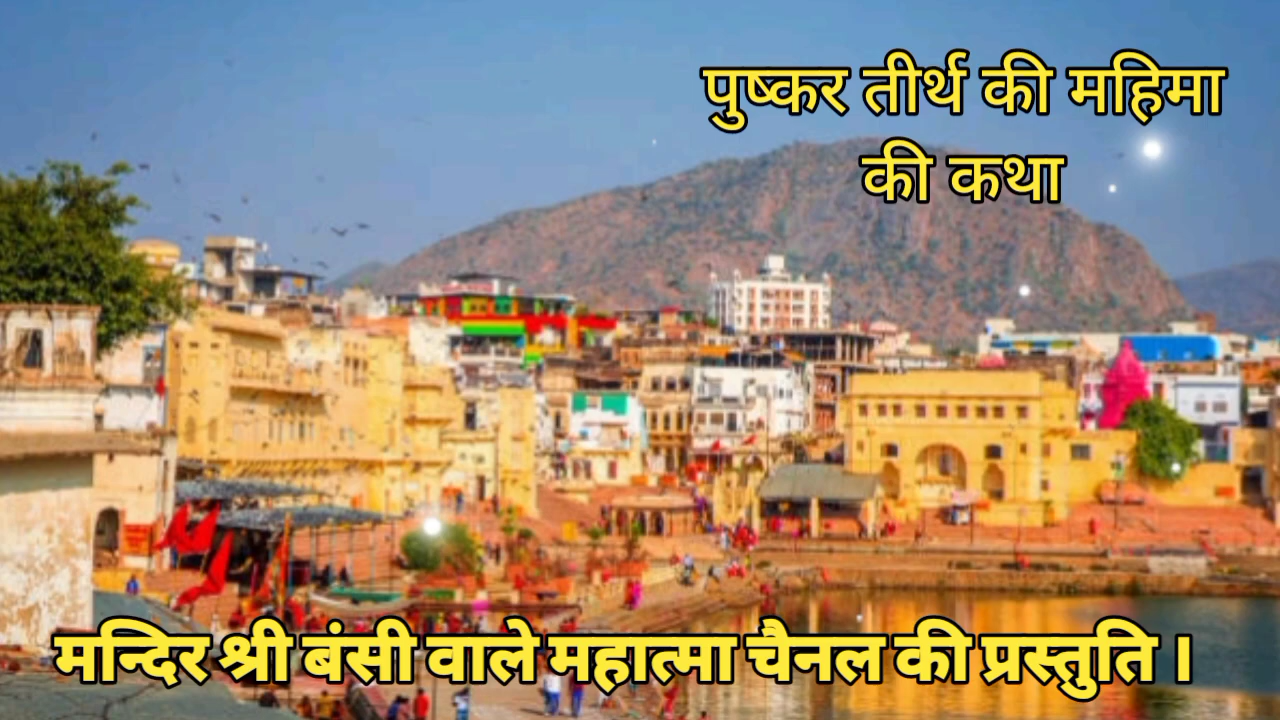 पुष्कर तीर्थ की महिमा
की कथा
मन्दिर श्री बंसी वाले महात्मा चैनल की प्रस्तुति ।